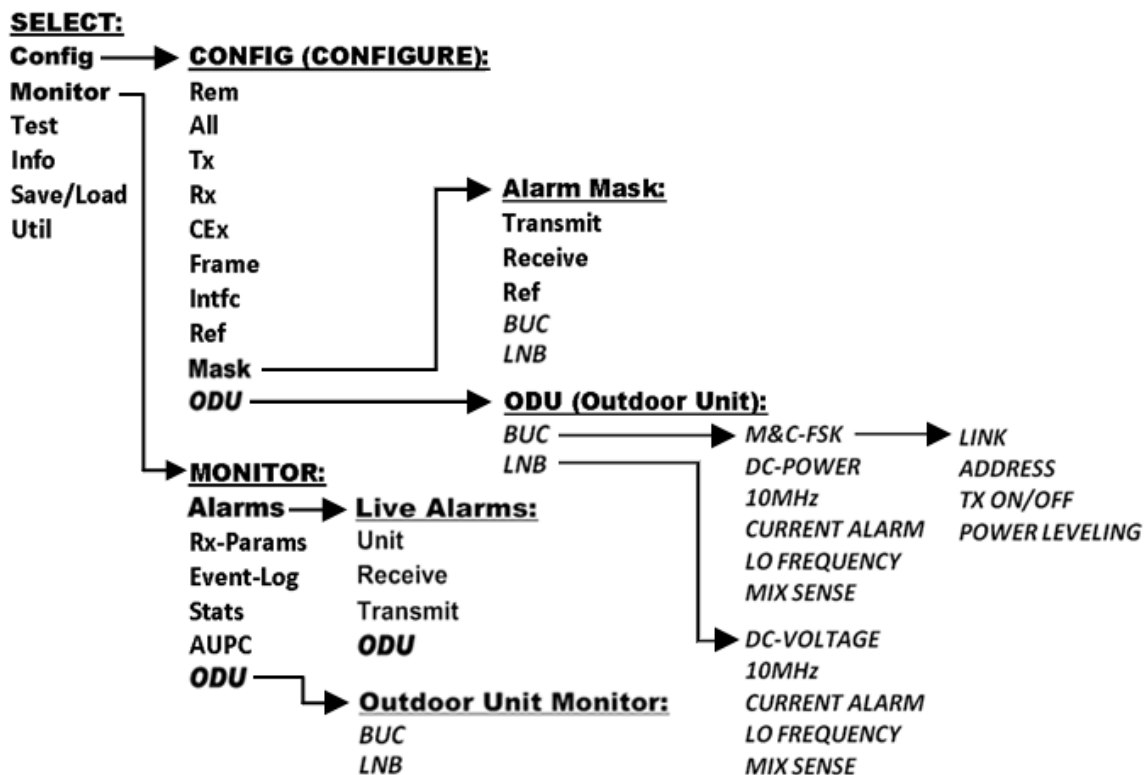 SELECT:
Config
Monitor
Test
Info
Save/Load
Util
CONFIG (CONFIGURE):
Rem
All
Tx
Rx
CEx
Frame
Intfc
Ref
Mask
ODU
Alarm Mask:
Transmit
Receive
Ref
BUC
LNB
ODU (Outdoor Unit):
BUC
LNB
M&C-FSK
DC-POWER
10MHz
CURRENT ALARM
LO FREQUENCY
MIX SENSE
LINK
ADDRESS
TX ON/OFF
POWER LEVELING
DC-VOLTAGE
10MHz
CURRENT ALARM
LO FREQUENCY
MIX SENSE
MONITOR:
Alarms
Rx-Params
Event-Log
Stats
AUPC
ODU
Live Alarms:
Unit
Receive
Transmit
ODU
Outdoor Unit Monitor:
BUC
LNB